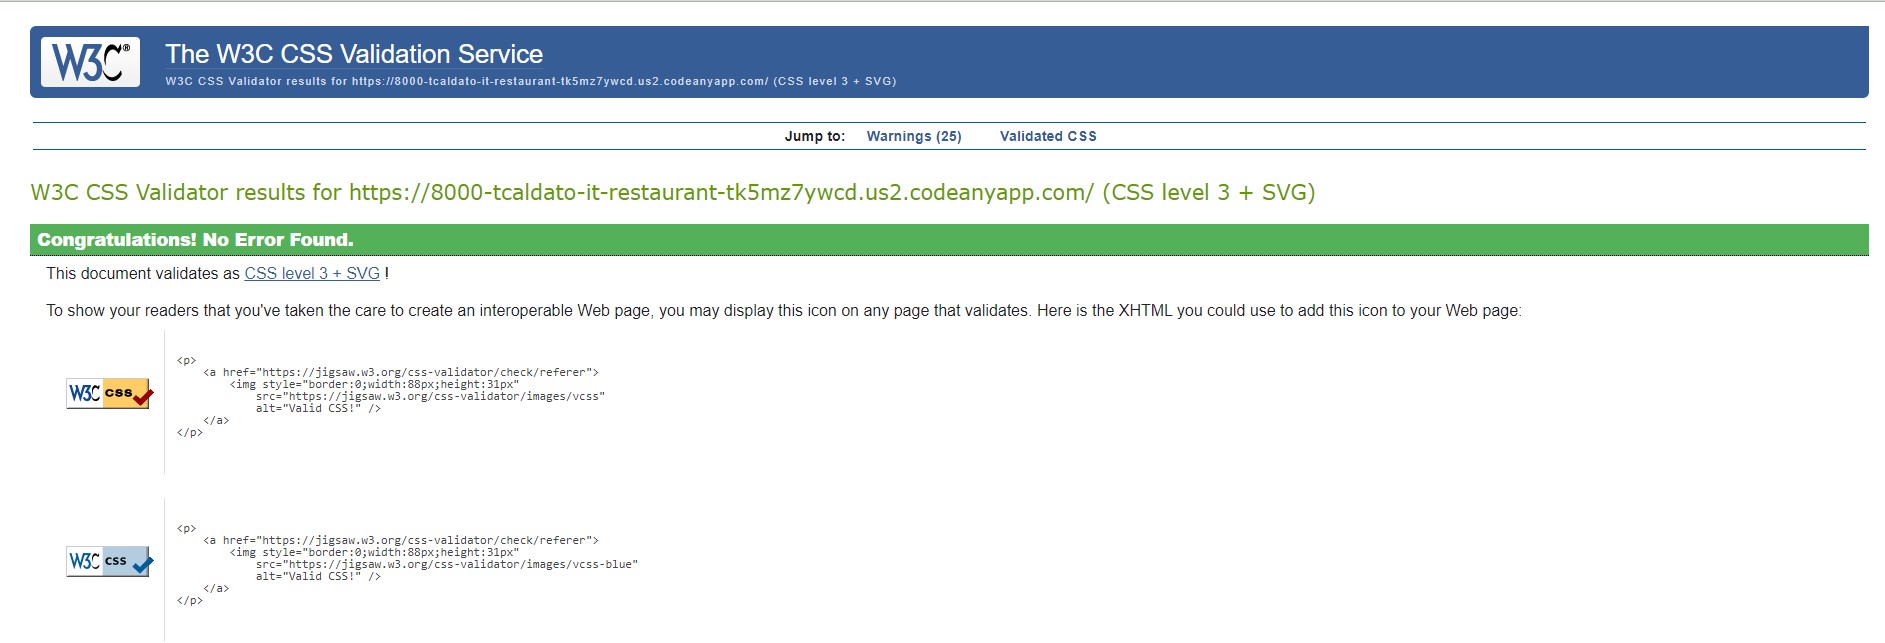 W3C® The W3C CSS Validation Service
W3C CSS Validator results for https://8000-tcaldato-it-restaurant-tk5mz7ywcd.us2.codeanyapp.com/ (CSS level 3 + SVG)
Jump to: Warnings (25) Validated CSS
W3C CSS Validator results for https://8000-tcaldato-it-restaurant-tk5mz7ywcd.us2.codeanyapp.com/ (CSS level 3 + SVG)
Congratulations! No Error Found.
This document validates as CSS level 3 + SVG !
To show your readers that you've taken the care to create an interoperable Web page, you may display this icon on any page that validates. Here is the XHTML you could use to add this icon to your Web page:
W3C css
<p>
<a href="https://jigsaw.w3.org/css-validator/check/referer">
<img style="border:0;width:88px;height:31px"
src="https://jigsaw.w3.org/css-validator/images/vcss"
alt="Valid CSS!" />
</a>
</p>
W3C css
<p>
<a href="https://jigsaw.w3.org/css-validator/check/referer">
<img style="border:0;width:88px;height:31px"
src="https://jigsaw.w3.org/css-validator/images/vcss-blue"
alt="Valid CSS!" />
</a>
</p>